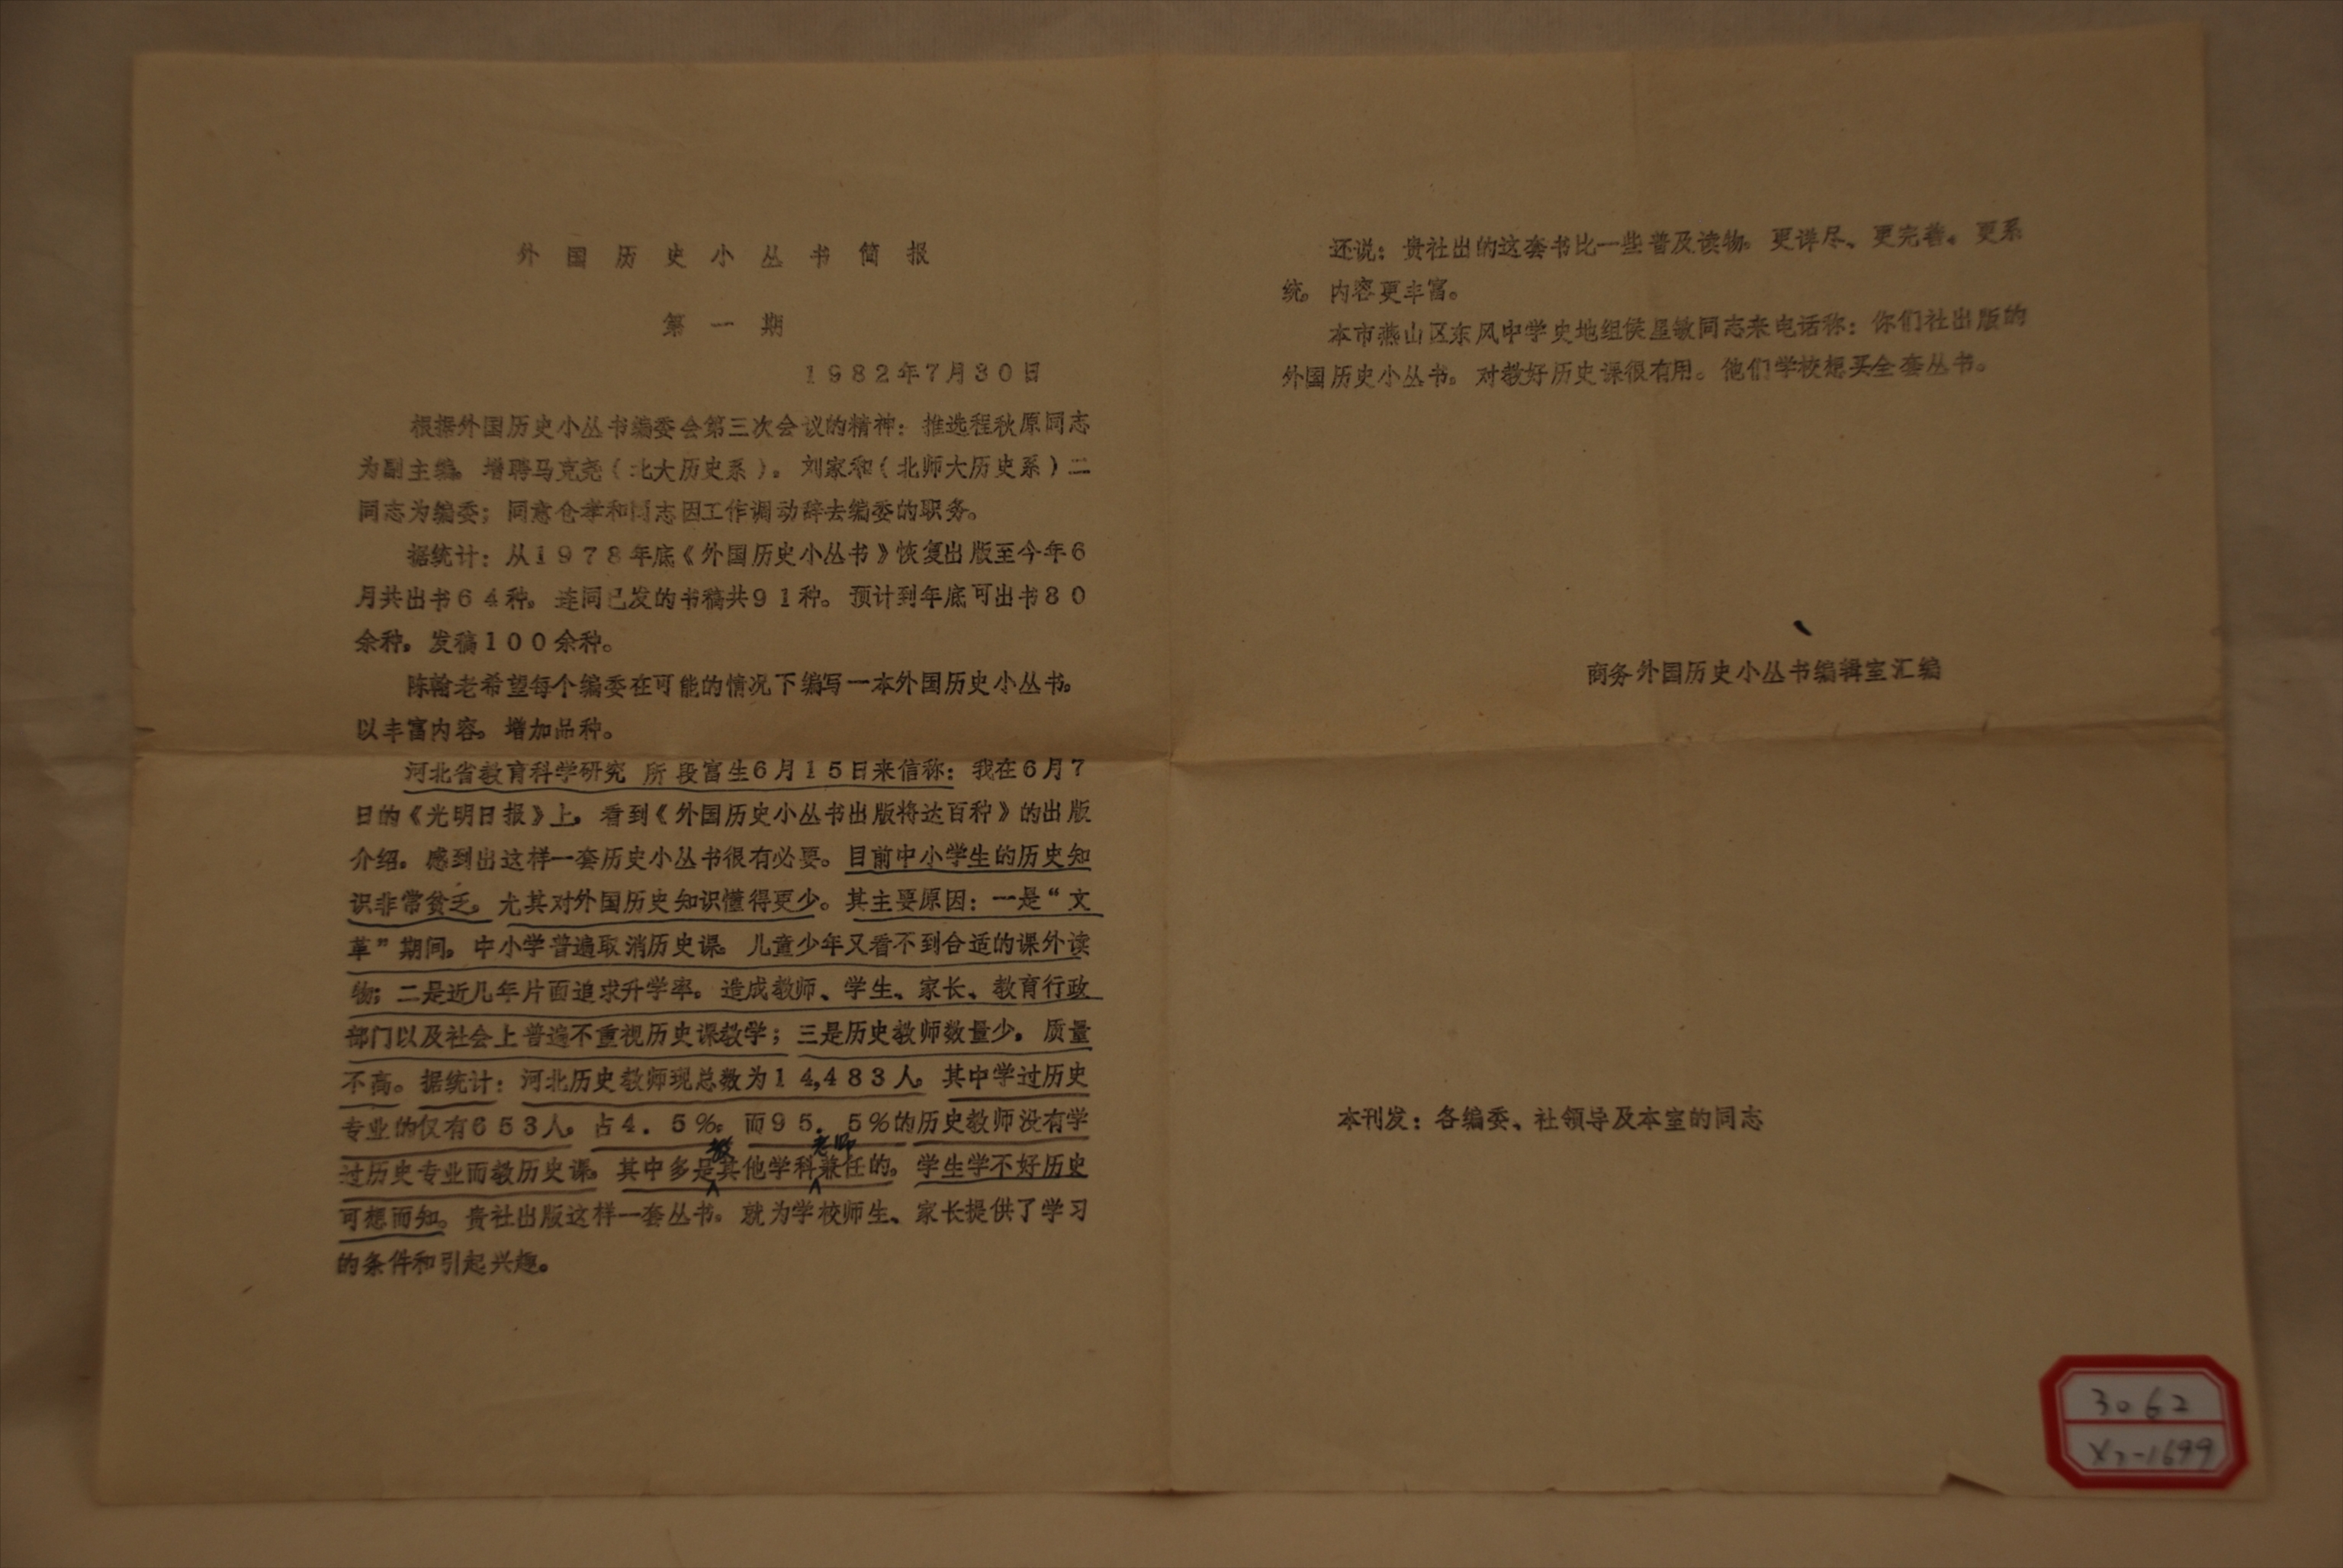 外国历史小丛书简报
第一期
1982年7月30日
根据外国历史小丛书编委会第三次会议的精神：推选程秋原同志
为副主编。增聘马克垚（北大历史系）。刘家和（北师大历史系）二
同志为编委；同意仓孝和同志因工作调动辞去编委的职务。
据统计：从1978年底《外国历史小丛书》恢复出版至今年6
月共出书64种。连同已发的书稿共91种。预计到年底可出书80
余种。发稿100余种。
陈翰老希望每个编委在可能的情况下编写一本外国历史小丛书。
以丰富内容。增加品种。
河北省教育科学研究 所 段富生6月15日来信称：我在6月7
日的《光明日报》上。看到《外国历史小丛书出版将达百种》的出版
介绍。感到出这样一套历史小丛书很有必要。目前中小学生的历史知
识非常贫乏。尤其对外国历史知识懂得更少。其主要原因：一是“文
革”期间。中小学普遍取消历史课。儿童少年又看不到合适的课外读
物；二是近几年片面追求升学率。造成教师、学生、家长、教育行政
部门以及社会上普遍不重视历史课教学；三是历史教师数量少。质量
不高。据统计：河北历史教师现总数为14,483人。其中学过历史
专业的仅有653人。占4.5%。而95.5%的历史教师没有学
过历史专业而教历史课。其中多是教其他学科老师兼任的。学生学不好历史
可想而知。贵社出版这样一套丛书。就为学校师生、家长提供了学习
的条件和引起兴趣。
还说：贵社出的这套书比一些普及读物。更详尽、更完善。更系
统。内容更丰富。
本市燕山区东风中学史地组侯星敏同志来电话称：你们社出版的
外国历史小丛书。对教好历史课很有用。他们学校想买全套丛书。
商务外国历史小丛书编辑室汇编
本刊发：各编委、社领导及本室的同志
3062
X2-1699